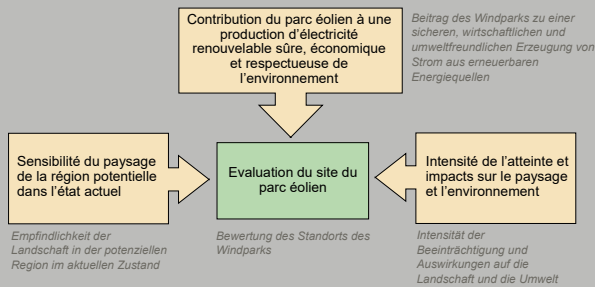 Contribution du parc éolien à une
production d'électricité
renouvelable sûre, économique
et respectueuse de
l'environnement
Beitrag des Windparks zu einer
sicheren, wirtschaftlichen und
umweltfreundlichen Erzeugung von
Strom aus erneuerbaren
Energiequellen
Sensibilité du paysage
de la région potentielle
dans l'état actuel
Empfindlichkeit der
Landschaft in der potenziellen
Region im aktuellen Zustand
Evaluation du site du
parc éolien
Bewertung des Standorts des
Windparks
Intensité de l'atteinte et
impacts sur le paysage
et l'environnement
Intensität der
Beeinträchtigung und
Auswirkungen auf die
Landschaft und die Umwelt